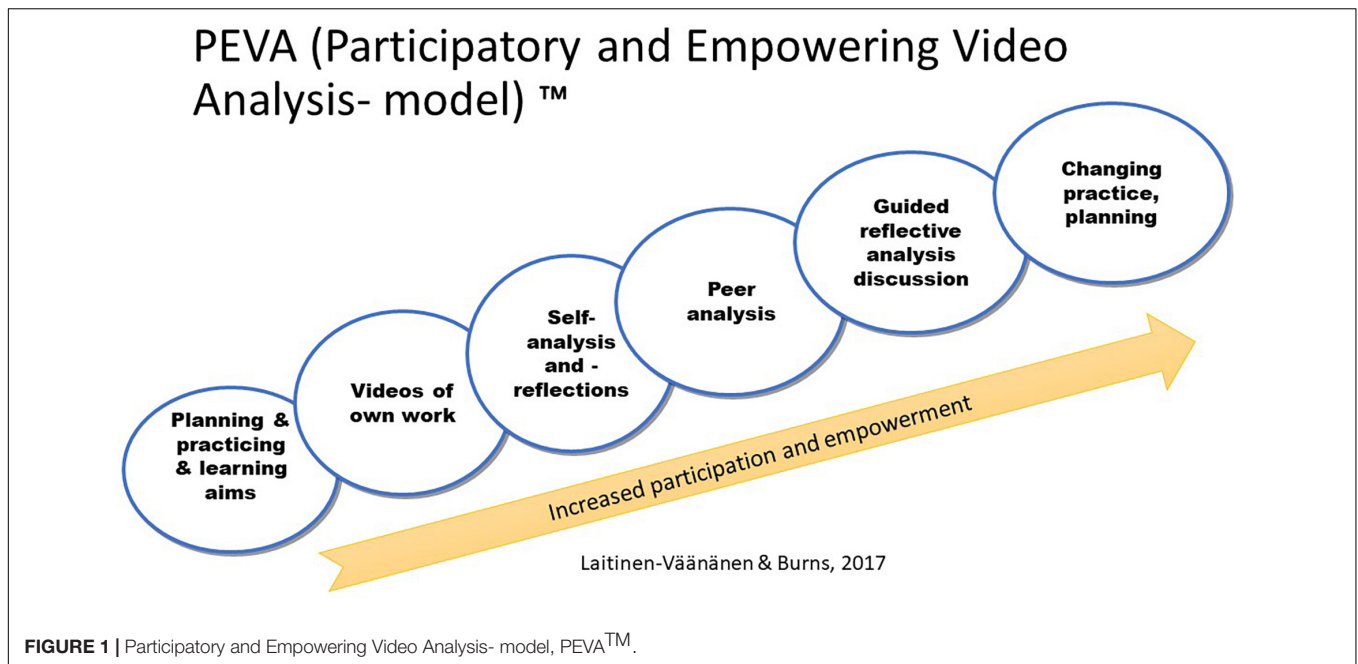 PEVA (Participatory and Empowering Video
Analysis- model) ™
Planning &
practicing
& learning
aims
Videos of
own work
Self-
analysis
and -
reflections
Peer
analysis
Guided
reflective
analysis
discussion
Changing
practice,
planning
Increased participation and empowerment
Laitinen-Väänänen & Burns, 2017
FIGURE 1 | Participatory and Empowering Video Analysis- model, PEVA™.